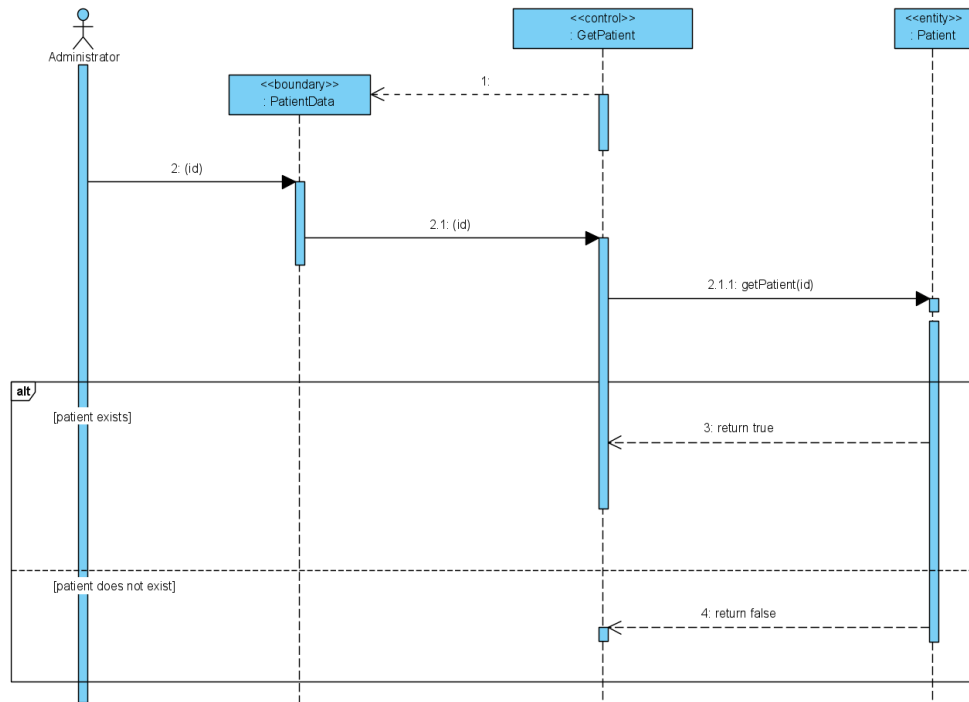 <<control>>
: GetPatient
<<entity>>
: Patient
Administrator
<<boundary>>
: PatientData
1:
2: (id)
2.1: (id)
2.1.1: getPatient(id)
alt
[patient exists]
3: return true
[patient does not exist]
4: return false